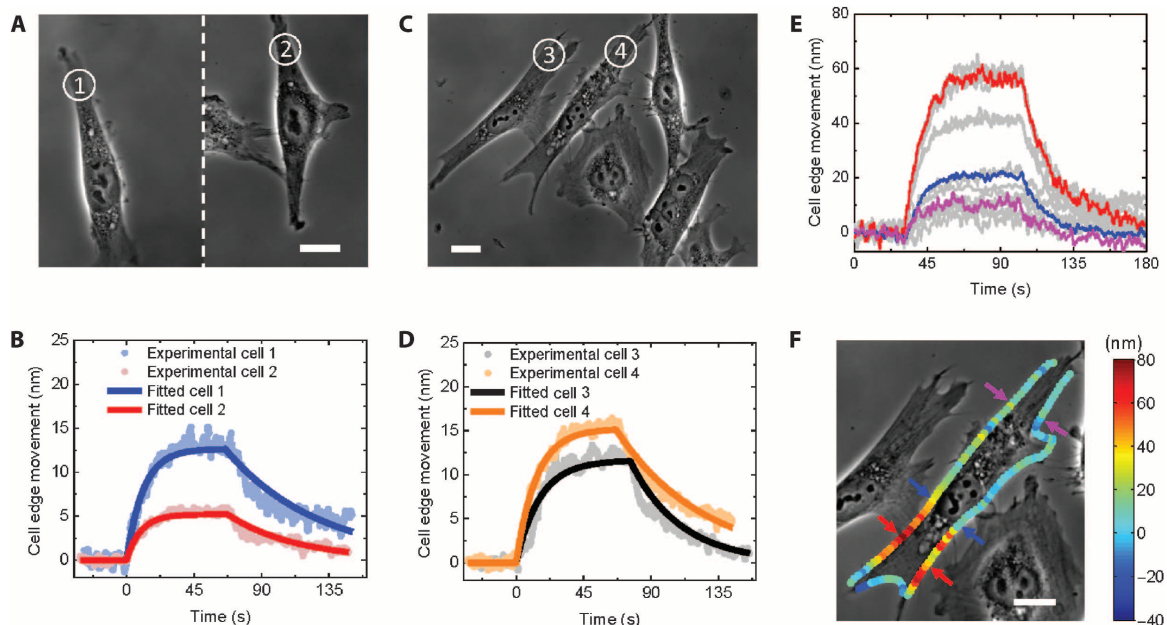 A
1
2
C
3
4
E
Cell edge movement (nm)
60
40
20
0
0 45 90 135 180
Time (s)
B
Cell edge movement (nm)
25
20
15
10
5
0
Experimental cell 1
Experimental cell 2
Fitted cell 1
Fitted cell 2
0 45 90 135
Time (s)
D
Cell edge movement (nm)
25
20
15
10
5
0
Experimental cell 3
Experimental cell 4
Fitted cell 3
Fitted cell 4
0 45 90 135
Time (s)
F
(nm)
80
60
40
20
0
−20
−40